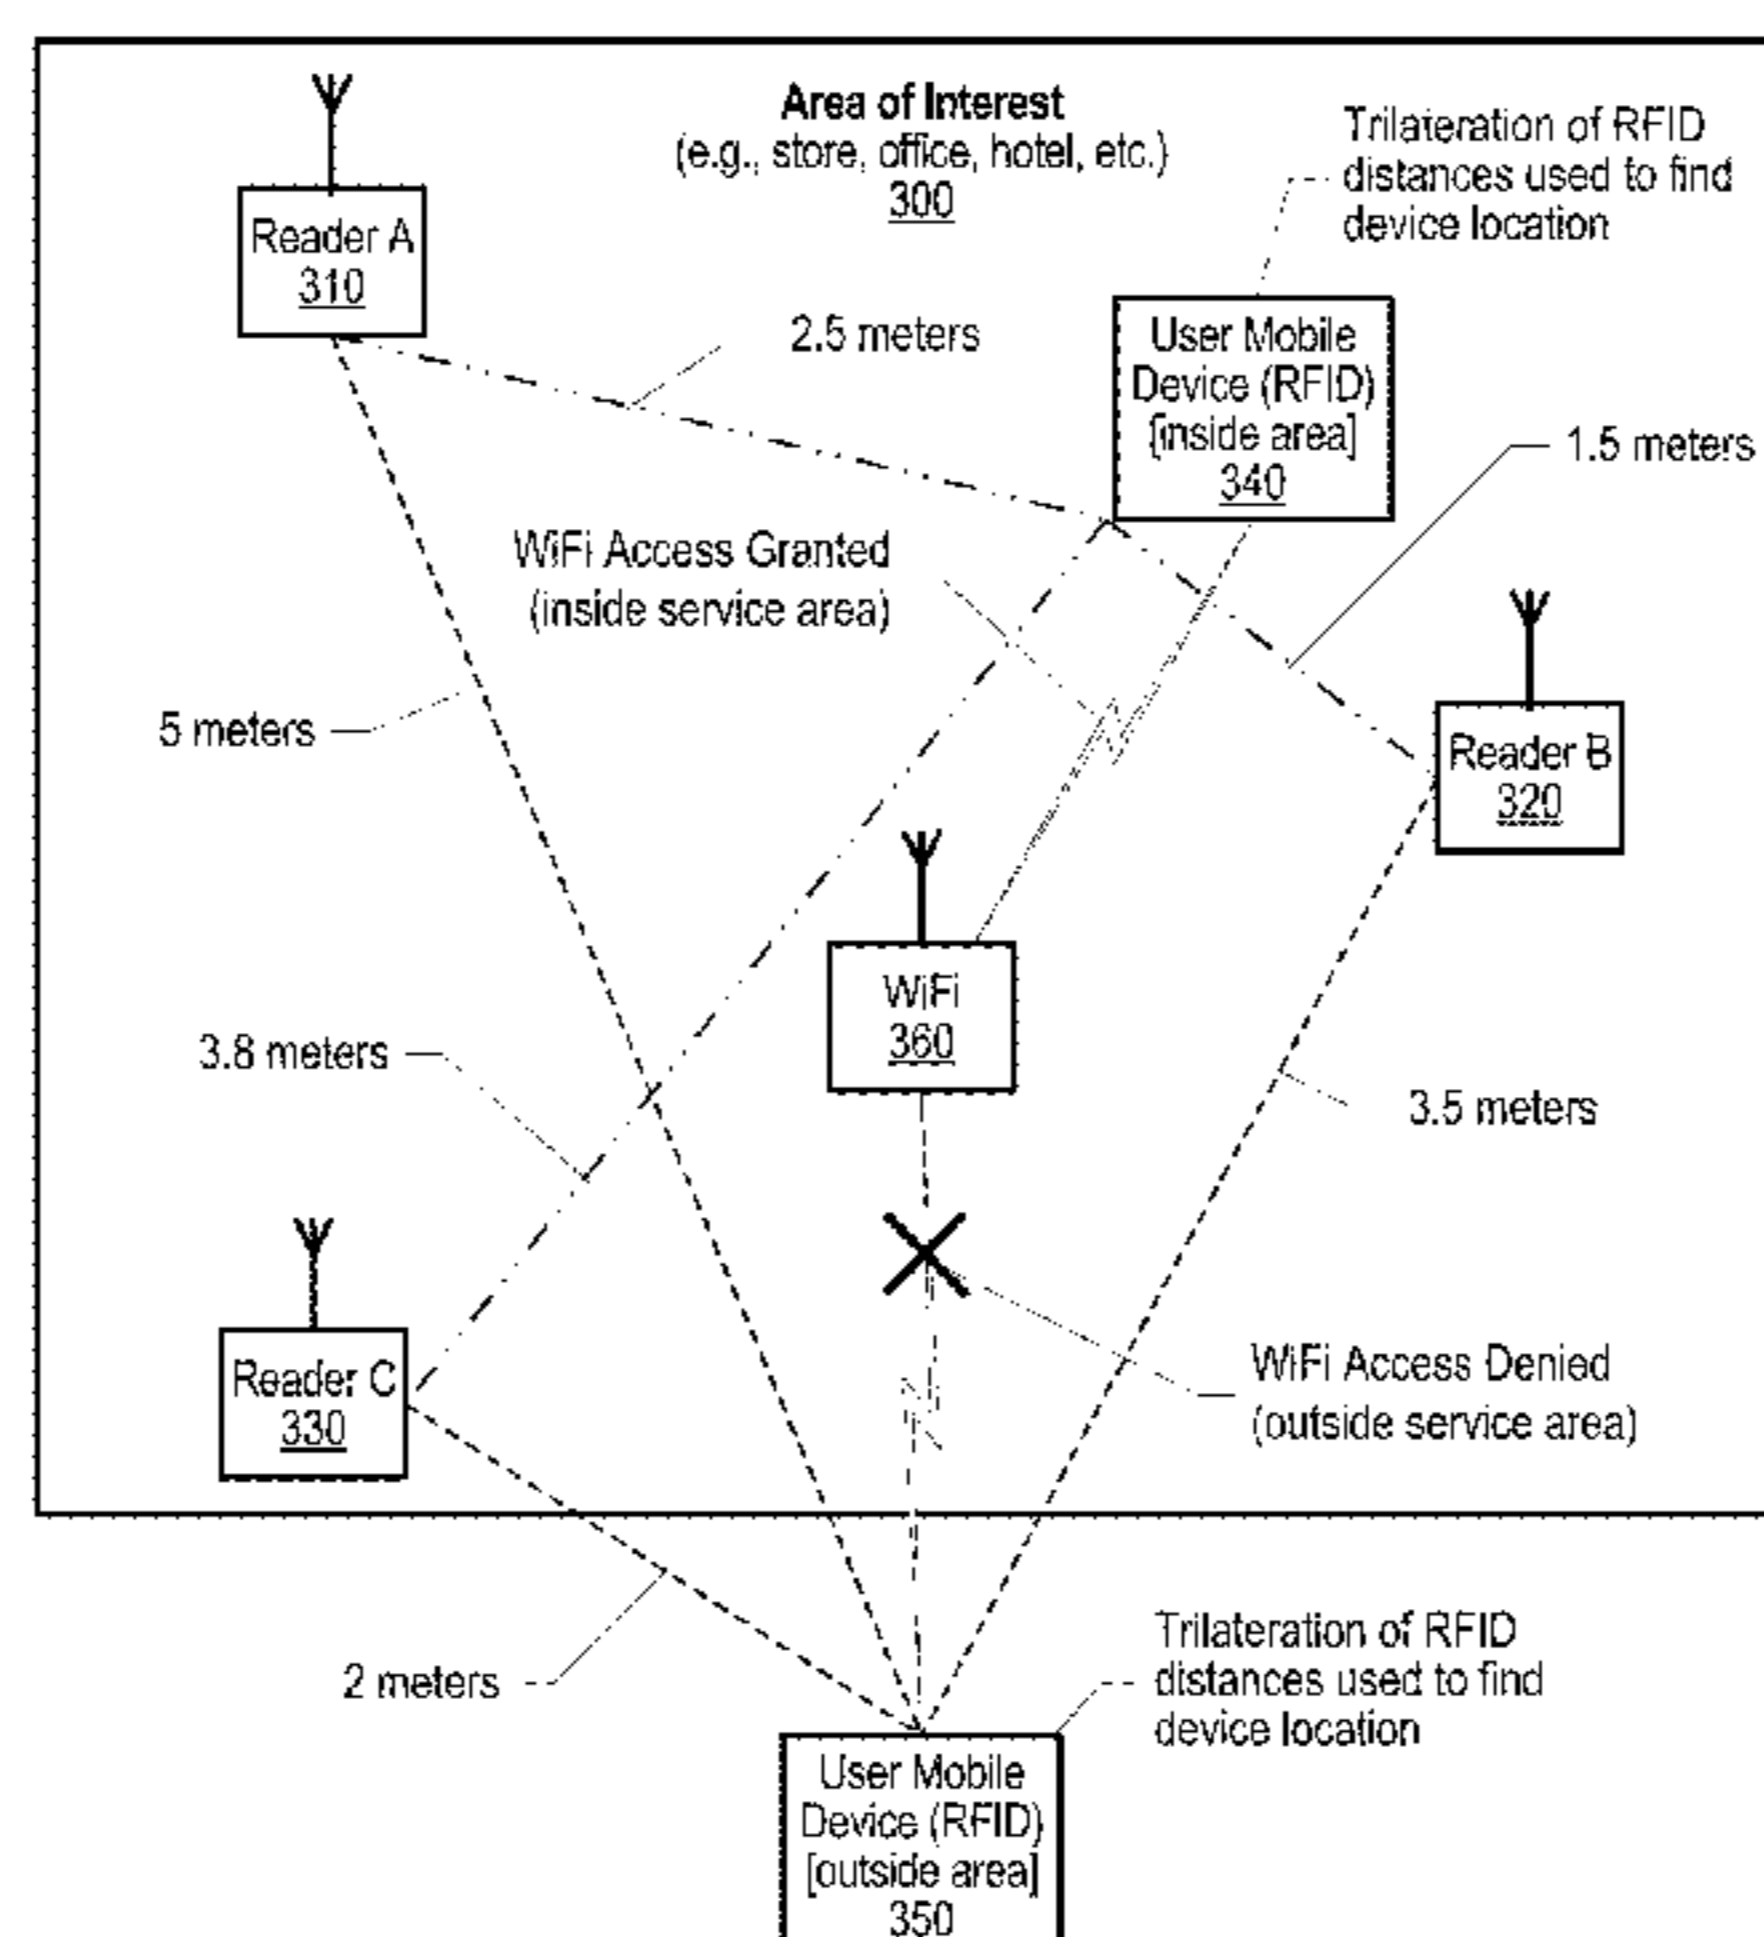 Area of Interest
(e.g., store, office, hotel, etc.)
300
Trilateration of RFID
distances used to find
device location
Reader A
310
2.5 meters
User Mobile
Device (RFID)
[inside area]
340
1.5 meters
WiFi Access Granted
(inside service area)
5 meters
Reader B
320
WiFi
360
3.8 meters
3.5 meters
Reader C
330
WiFi Access Denied
(outside service area)
2 meters
Trilateration of RFID
distances used to find
device location
User Mobile
Device (RFID)
[outside area]
350